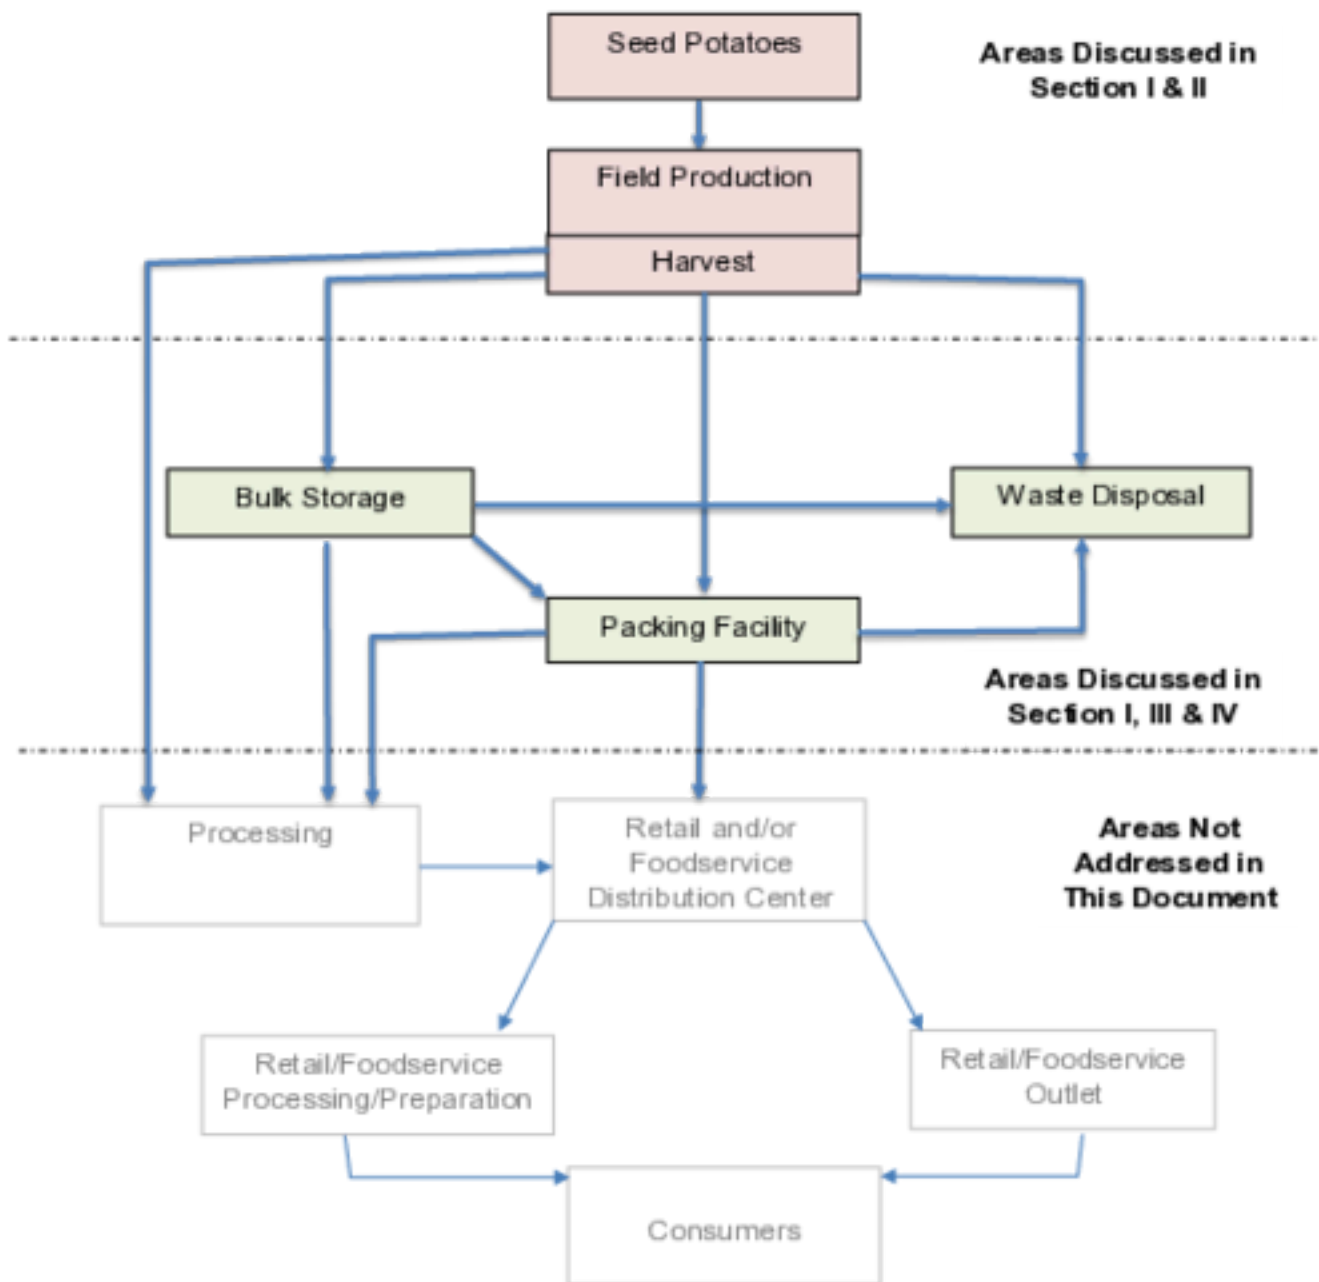 Seed Potatoes
Areas Discussed in
Section I & II
Field Production
Harvest
Bulk Storage
Waste Disposal
Packing Facility
Areas Discussed in
Section I, III & IV
Processing
Retail and/or
Foodservice
Distribution Center
Areas Not
Addressed in
This Document
Retail/Foodservice
Processing/Preparation
Retail/Foodservice
Outlet
Consumers